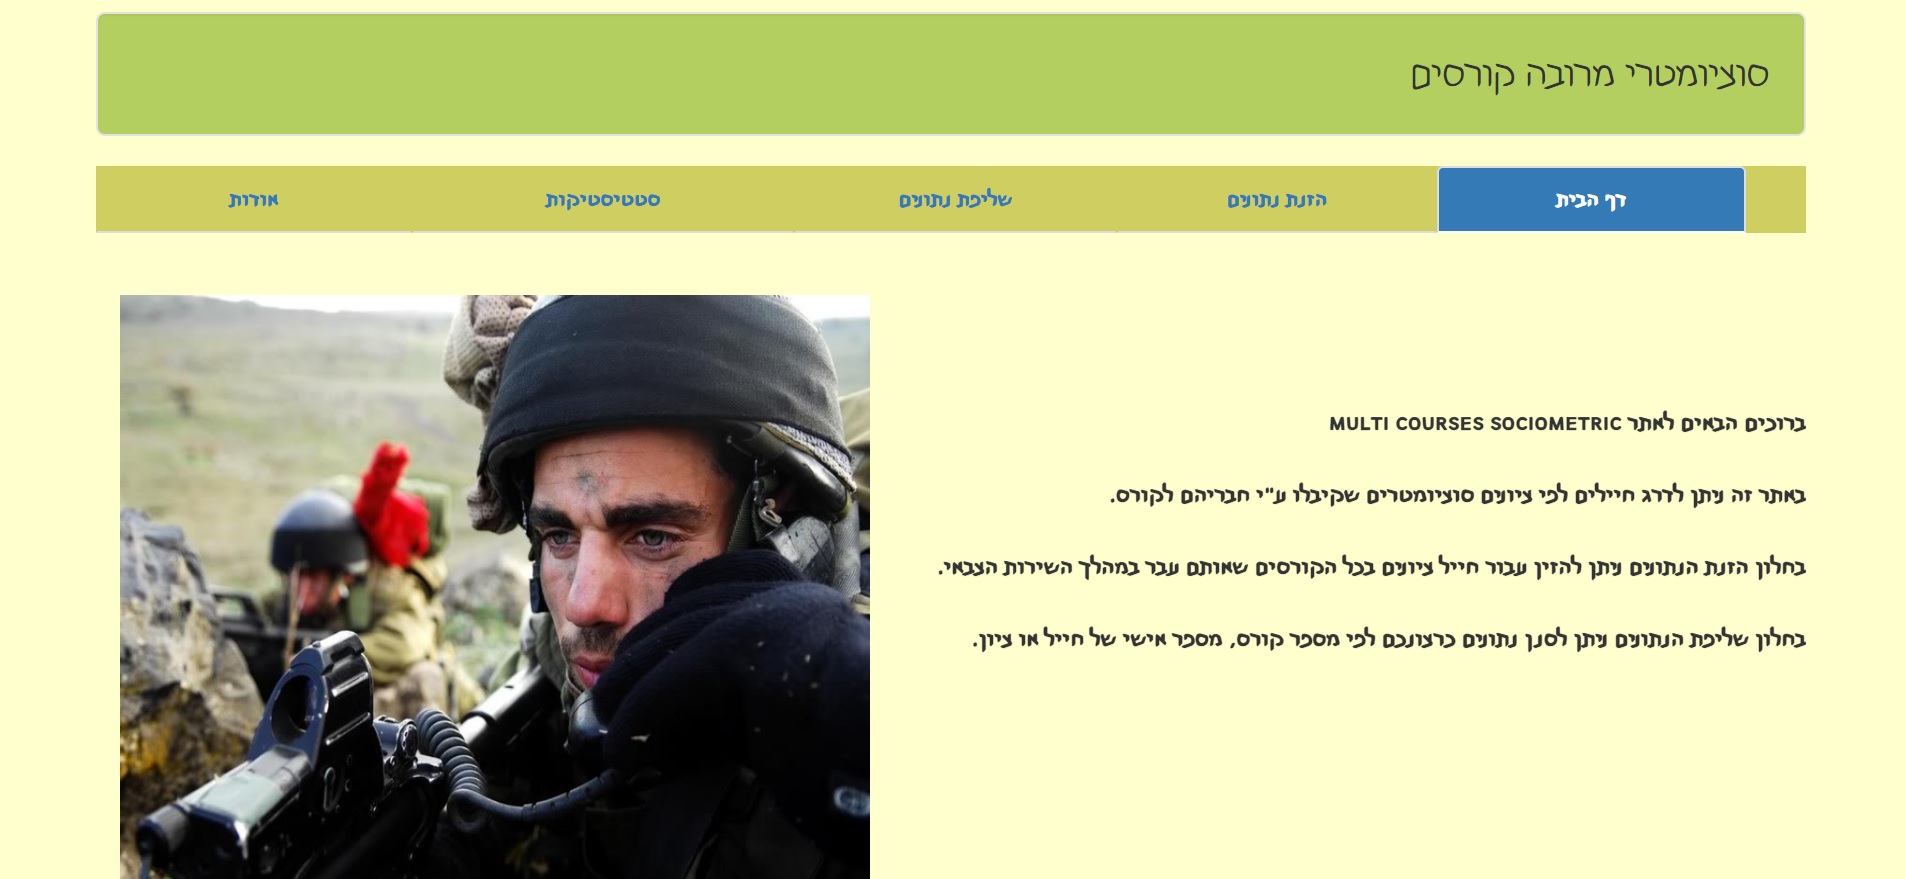 סוציומטרי מרובה קורסים
דף הבית
הזנת נתונים
שליפת נתונים
סטטיסטיקות
אודות
ברוכים הבאים לאתר MULTI COURSES SOCIOMETRIC
באתר זה ניתן לדרג חיילים לפי ציונים סוציומטרים שקיבלו ע"י חבריהם לקורס.
בחלון הזנת הנתונים ניתן להזין עבור חייל ציונים בכל הקורסים שאותם עבר במהלך השירות הצבאי.
בחלון שליפת הנתונים ניתן לסנן נתונים כרצונכם לפי מספר קורס, מספר אישי של חייל או ציון.